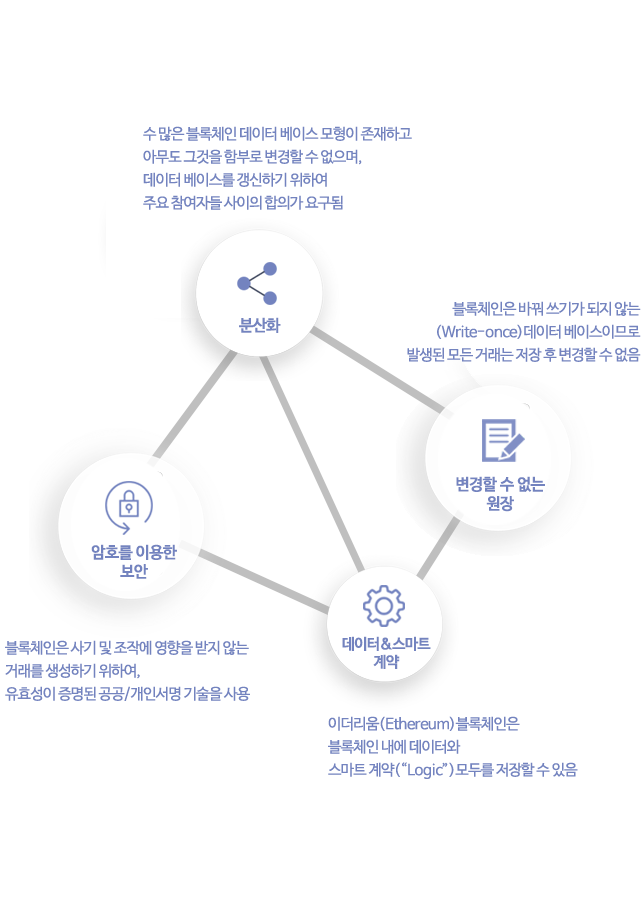 수 많은 블록체인 데이터 베이스 모형이 존재하고
아무도 그것을 함부로 변경할 수 없으며,
데이터 베이스를 갱신하기 위하여
주요 참여자들 사이의 합의가 요구됨
분산화
블록체인은 바꿔 쓰기가 되지 않는
(Write-once) 데이터 베이스이므로
발생된 모든 거래는 저장 후 변경할 수 없음
변경할 수 없는
원장
암호를 이용한
보안
블록체인은 사기 및 조작에 영향을 받지 않는
거래를 생성하기 위하여,
유효성이 증명된 공공/개인서명 기술을 사용
데이터&스마트
계약
이더리움(Ethereum) 블록체인은
블록체인 내에 데이터와
스마트 계약(“Logic”) 모두를 저장할 수 있음